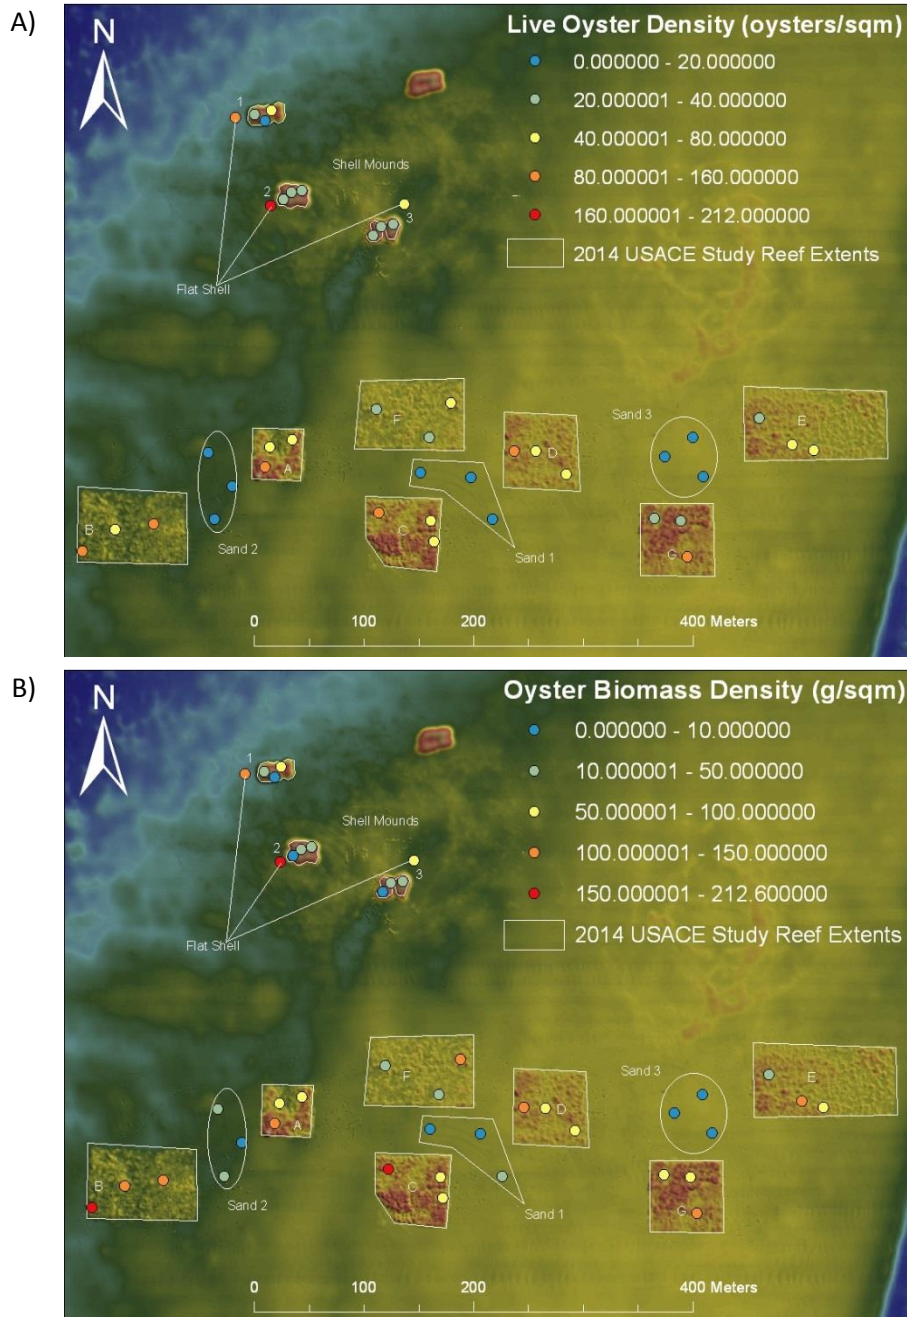 A)
N
Live Oyster Density (oysters/sqm)
0.000000 - 20.000000
20.000001 - 40.000000
40.000001 - 80.000000
80.000001 - 160.000000
160.000001 - 212.000000
2014 USACE Study Reef Extents
1
Shell Mounds
2
3
Flat Shell
F
Sand 3
E
A
D
B
C
Sand 2
Sand 1
G
0 100 200 400 Meters
B)
N
Oyster Biomass Density (g/sqm)
0.000000 - 10.000000
10.000001 - 50.000000
50.000001 - 100.000000
100.000001 - 150.000000
150.000001 - 212.600000
2014 USACE Study Reef Extents
1
Shell Mounds
2
3
Flat Shell
F
Sand 3
E
A
D
B
C
Sand 2
Sand 1
G
0 100 200 400 Meters